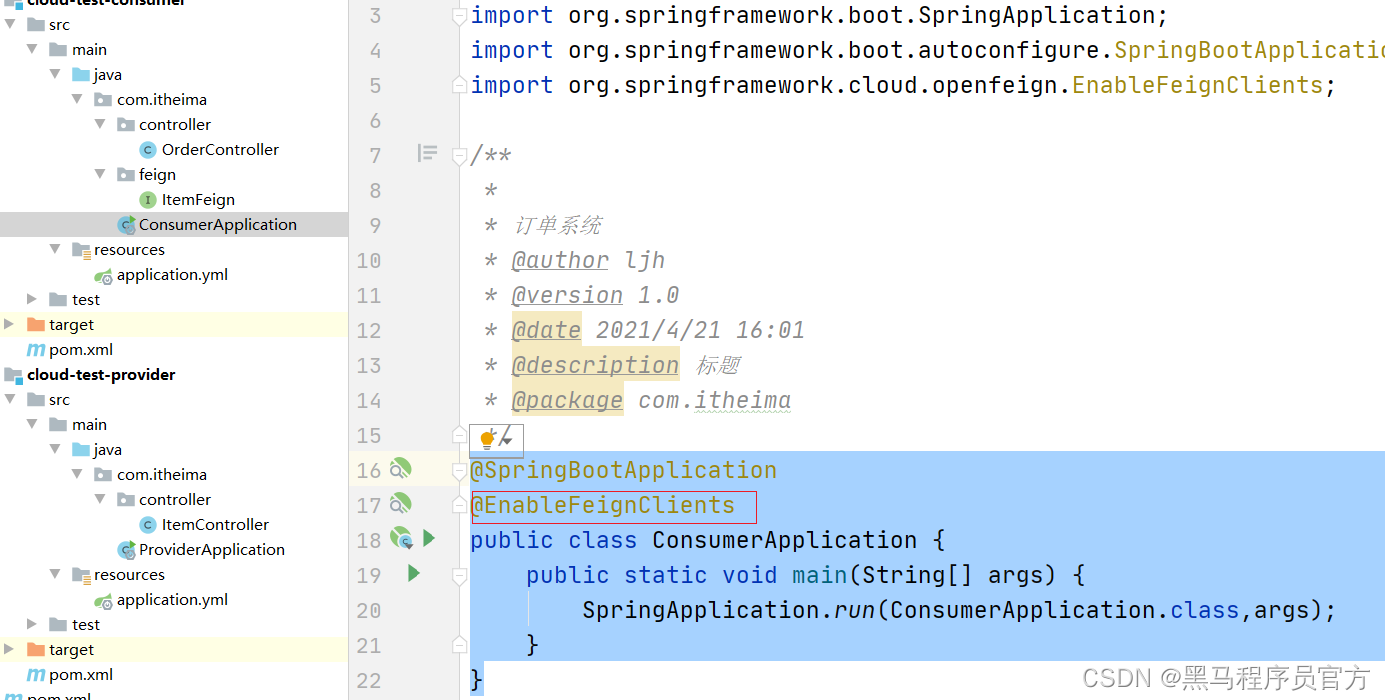 cloud-test-consumer
src
main
java
com.itheima
controller
OrderController
feign
ItemFeign
ConsumerApplication
resources
application.yml
test
target
pom.xml
cloud-test-provider
src
main
java
com.itheima
controller
ItemController
ProviderApplication
resources
application.yml
test
target
pom.xml
pom.xml
3 import org.springframework.boot.SpringApplication;
4 import org.springframework.boot.autoconfigure.SpringBootApplicatio
5 import org.springframework.cloud.openfeign.EnableFeignClients;
6
7 /**
8 *
9 * 订单系统
10 * @author ljh
11 * @version 1.0
12 * @date 2021/4/21 16:01
13 * @description 标题
14 * @package com.itheima
15 */
16 @SpringBootApplication
17 @EnableFeignClients
18 public class ConsumerApplication {
19 public static void main(String[] args) {
20 SpringApplication.run(ConsumerApplication.class,args);
21 }
22 }
CSDN @黑马程序员官方